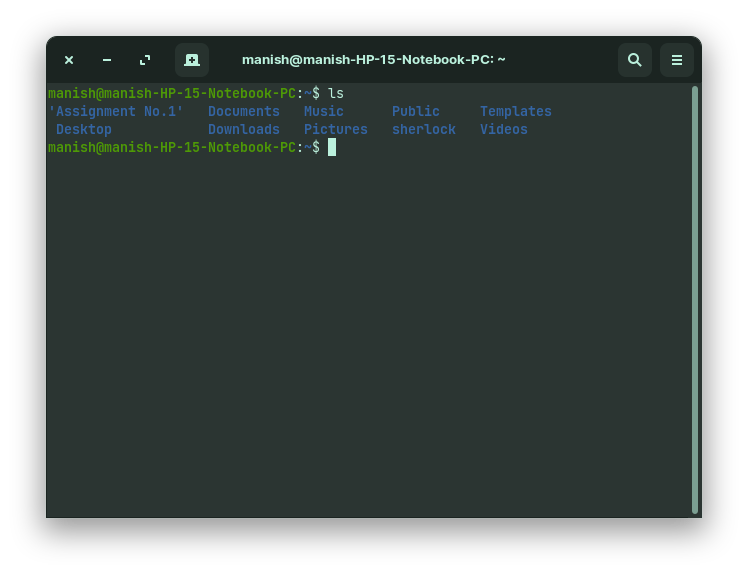 manish@manish-HP-15-Notebook-PC: ~
manish@manish-HP-15-Notebook-PC:~$ ls
'Assignment No.1'   Documents   Music      Public     Templates
 Desktop            Downloads   Pictures   sherlock   Videos
manish@manish-HP-15-Notebook-PC:~$